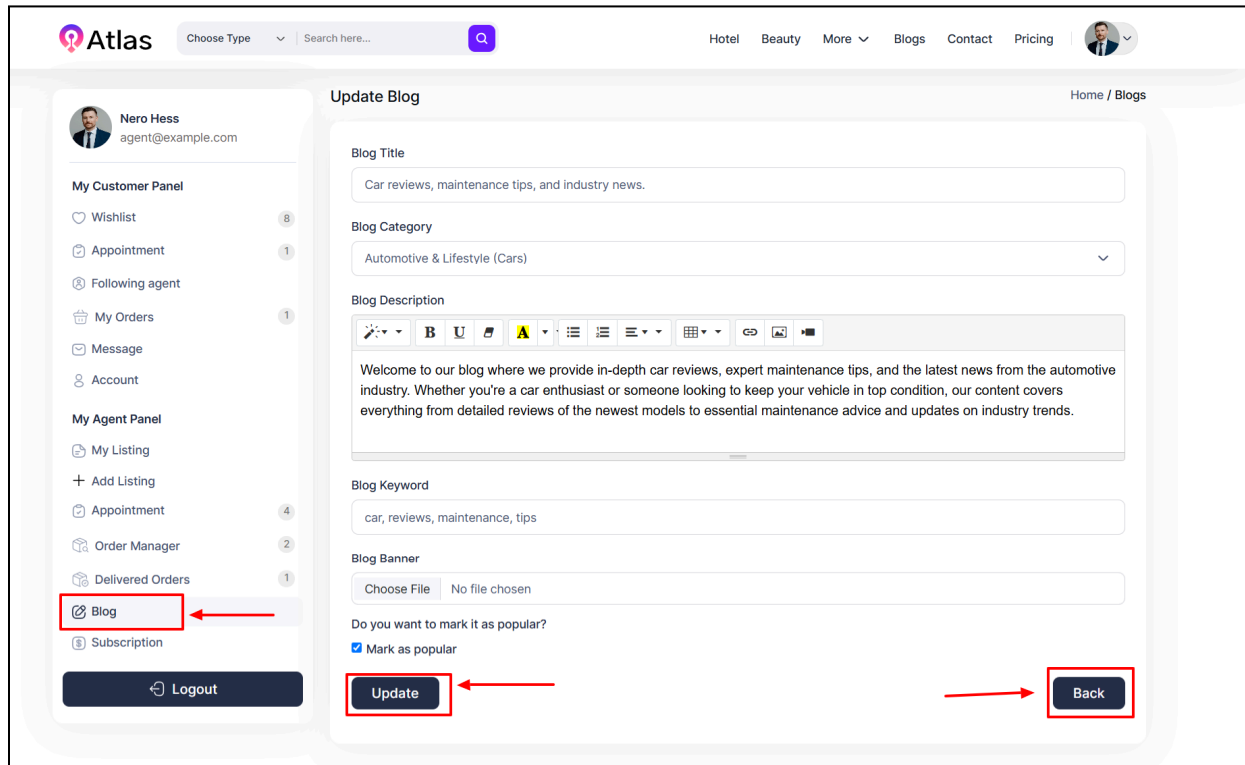 Atlas
Choose Type
Search here...
Hotel
Beauty
More
Blogs
Contact
Pricing
Nero Hess
agent@example.com
My Customer Panel
Wishlist 8
Appointment 1
Following agent
My Orders 1
Message
Account
My Agent Panel
My Listing
Add Listing
Appointment 4
Order Manager 2
Delivered Orders 1
Blog
Subscription
Logout
Update Blog
Home / Blogs
Blog Title
Car reviews, maintenance tips, and industry news.
Blog Category
Automotive & Lifestyle (Cars)
Blog Description
B U A
Welcome to our blog where we provide in-depth car reviews, expert maintenance tips, and the latest news from the automotive
industry. Whether you're a car enthusiast or someone looking to keep your vehicle in top condition, our content covers
everything from detailed reviews of the newest models to essential maintenance advice and updates on industry trends.
Blog Keyword
car, reviews, maintenance, tips
Blog Banner
Choose File No file chosen
Do you want to mark it as popular?
Mark as popular
Update
Back